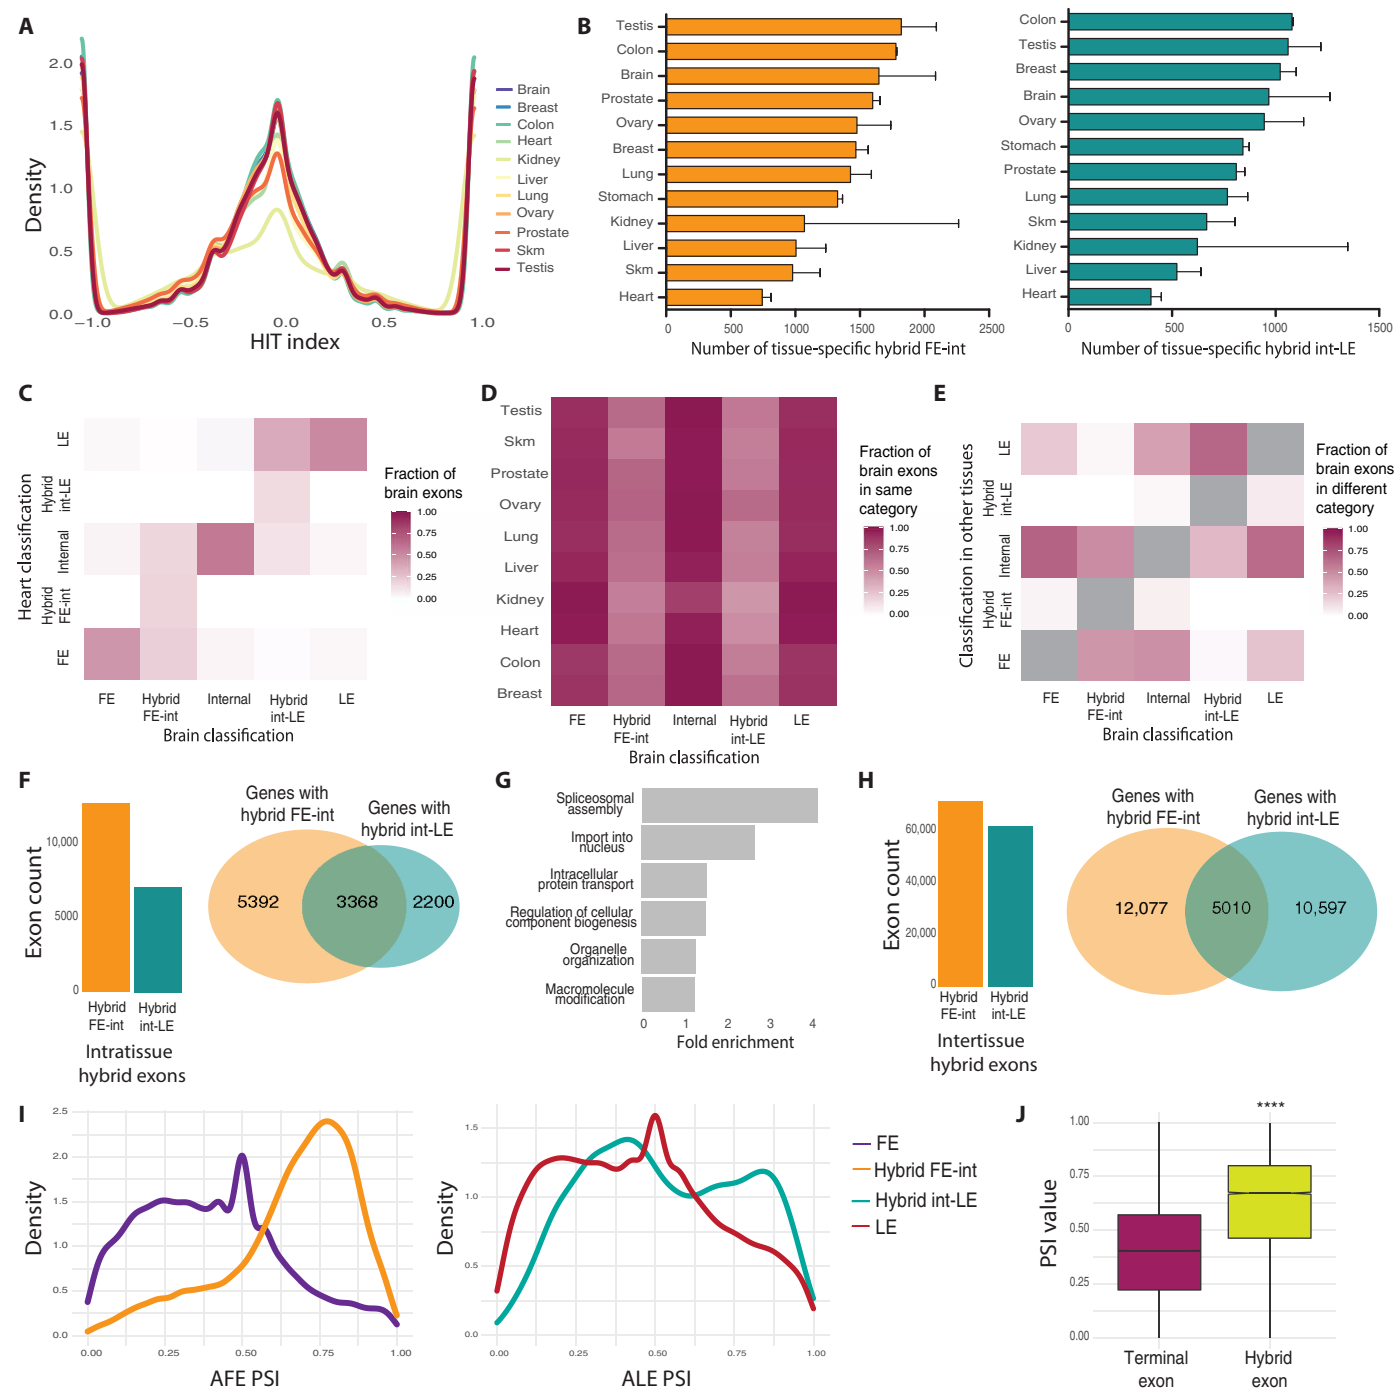 A
Density
2.0
1.5
1.0
0.5
0.0
−1.0
−0.5
0.0
0.5
1.0
HIT index
Brain
Breast
Colon
Heart
Kidney
Liver
Lung
Ovary
Prostate
Skm
Testis
B
Testis
Colon
Brain
Prostate
Ovary
Breast
Lung
Stomach
Kidney
Liver
Skm
Heart
0
500
1000
1500
2000
2500
Number of tissue-specific hybrid FE-int
Colon
Testis
Breast
Brain
Ovary
Stomach
Prostate
Lung
Skm
Kidney
Liver
Heart
0
500
1000
1500
Number of tissue-specific hybrid int-LE
C
Heart classification
LE
Hybrid
int-LE
Internal
Hybrid
FE-int
FE
FE
Hybrid
FE-int
Internal
Hybrid
int-LE
LE
Brain classification
Fraction of
brain exons
1.00
0.75
0.50
0.25
0.00
D
Testis
Skm
Prostate
Ovary
Lung
Liver
Kidney
Heart
Colon
Breast
FE
Hybrid
FE-int
Internal
Hybrid
int-LE
LE
Brain classification
Fraction of
brain exons
in same
category
1.00
0.75
0.50
0.25
0.00
E
Classification in other tissues
LE
Hybrid
int-LE
Internal
Hybrid
FE-int
FE
FE
Hybrid
FE-int
Internal
Hybrid
int-LE
LE
Brain classification
Fraction of
brain exons
in different
category
1.00
0.75
0.50
0.25
0.00
F
Exon count
10,000
5000
0
Hybrid
FE-int
Hybrid
int-LE
Intratissue
hybrid exons
Genes with
hybrid FE-int
Genes with
hybrid int-LE
5392
3368
2200
G
Spliceosomal
assembly
Import into
nucleus
Intracellular
protein transport
Regulation of cellular
component biogenesis
Organelle
organization
Macromolecule
modification
0
1
2
3
4
Fold enrichment
H
Exon count
60,000
40,000
20,000
0
Hybrid
FE-int
Hybrid
int-LE
Intertissue
hybrid exons
Genes with
hybrid FE-int
Genes with
hybrid int-LE
12,077
5010
10,597
I
Density
2.5
2.0
1.5
1.0
0.5
0.0
0.00
0.25
0.50
0.75
1.00
AFE PSI
Density
1.5
1.0
0.5
0.0
0.00
0.25
0.50
0.75
1.00
ALE PSI
FE
Hybrid FE-int
Hybrid int-LE
LE
J
PSI value
1.00
0.75
0.50
0.25
0.00
****
Terminal
exon
Hybrid
exon